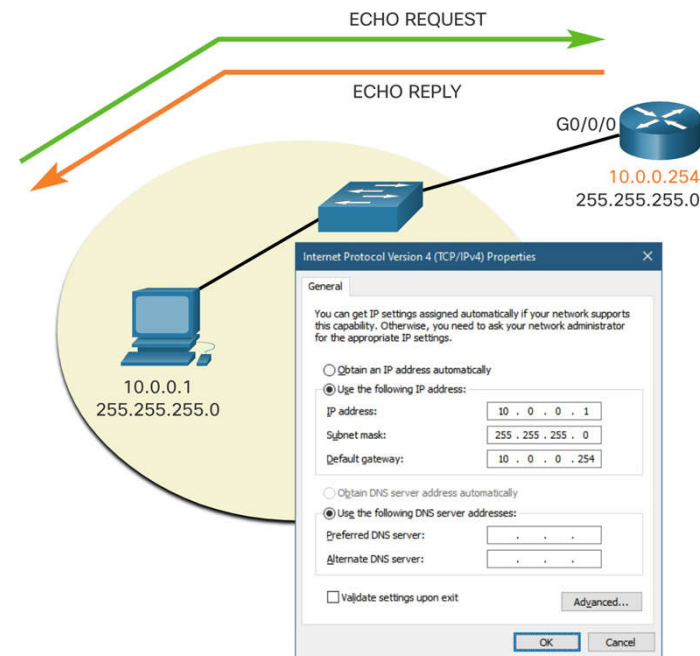 ECHO REQUEST
ECHO REPLY
G0/0/0
10.0.0.254
255.255.255.0
10.0.0.1
255.255.255.0
Internet Protocol Version 4 (TCP/IPv4) Properties
General
You can get IP settings assigned automatically if your network supports
this capability. Otherwise, you need to ask your network administrator
for the appropriate IP settings.
Obtain an IP address automatically
Use the following IP address:
IP address: 10 . 0 . 0 . 1
Subnet mask: 255 . 255 . 255 . 0
Default gateway: 10 . 0 . 0 . 254
Obtain DNS server address automatically
Use the following DNS server addresses:
Preferred DNS server: . . .
Alternate DNS server: . . .
Validate settings upon exit
Advanced...
OK Cancel